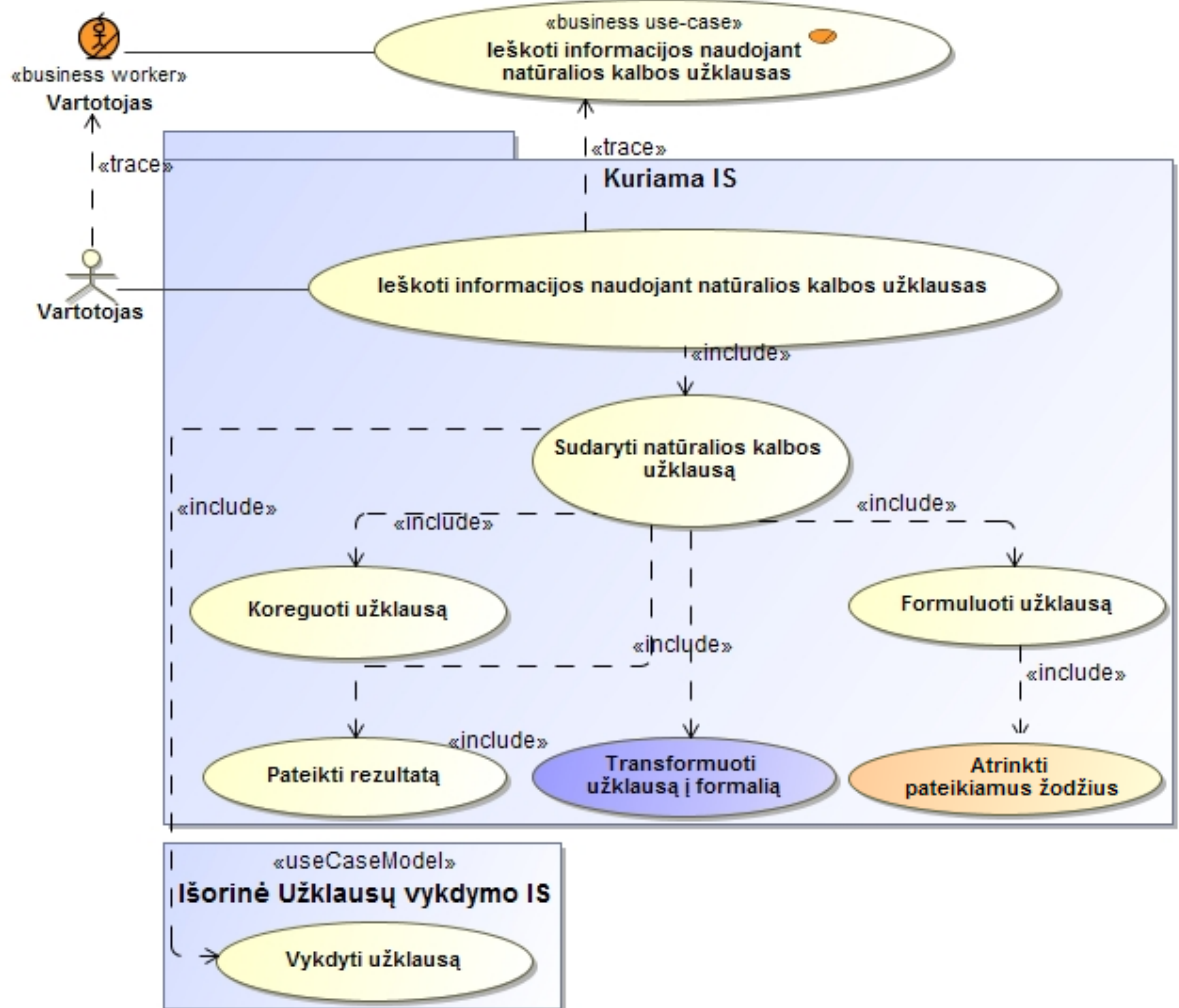 «business use-case»
Ieškoti informacijos naudojant
natūralios kalbos užklausas
«business worker»
Vartotojas
«trace»
«trace»
Kuriama IS
Ieškoti informacijos naudojant natūralios kalbos užklausas
Vartotojas
«include»
Sudaryti natūralios kalbos
užklausą
«include»
«include»
«include»
Koreguoti užklausą
Formuluoti užklausą
«include»
«include»
«include»
Pateikti rezultatą
Transformuoti
užklausą į formalią
Atrinkti
pateikiamus žodžius
«useCaseModel»
Išorinė Užklausų vykdymo IS
Vykdyti užklausą